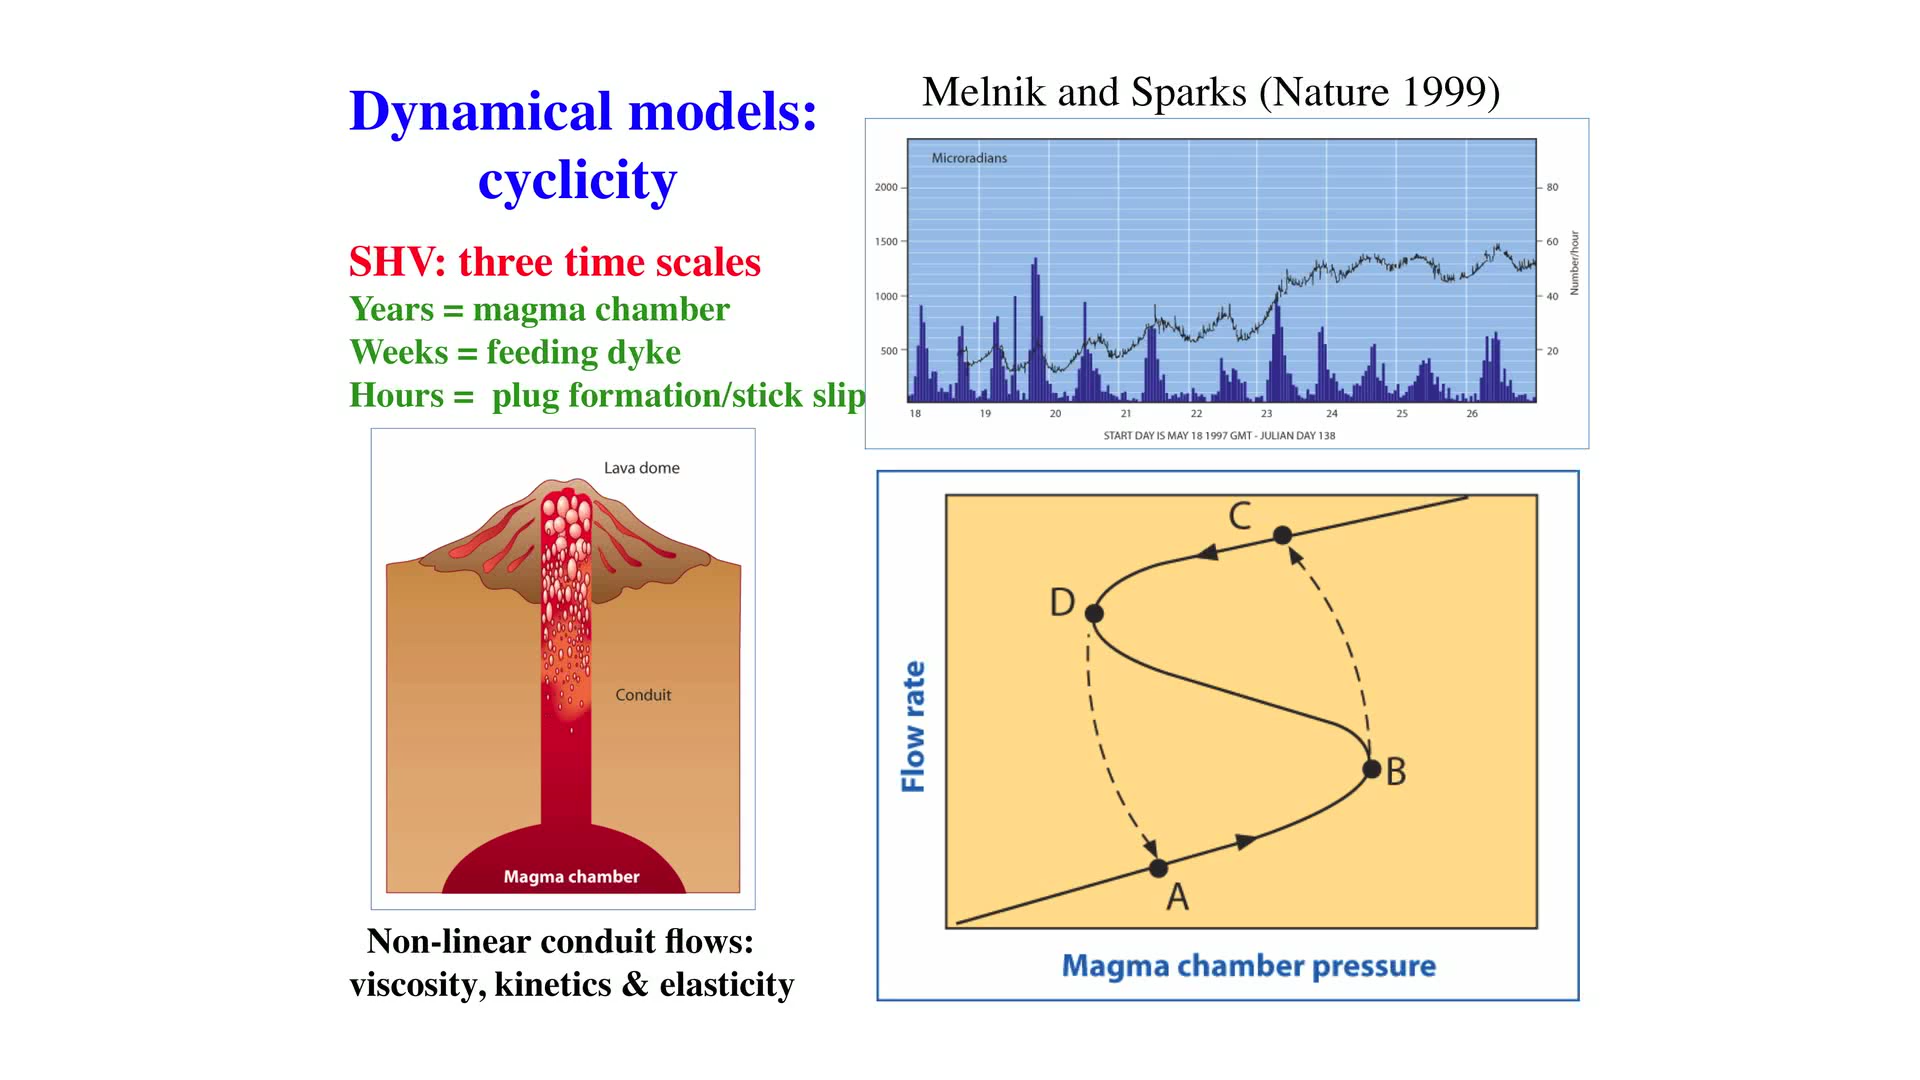 Dynamical models:
cyclicity
SHV: three time scales
Years = magma chamber
Weeks = feeding dyke
Hours =  plug formation/stick slip
Lava dome
Conduit
Magma chamber
Non-linear conduit flows:
viscosity, kinetics & elasticity
Melnik and Sparks (Nature 1999)
Microradians
2000
1500
1000
500
80
60
40
20
Number/hour
18 19 20 21 22 23 24 25 26
START DAY IS MAY 18 1997 GMT - JULIAN DAY 138
C
D
B
A
Flow rate
Magma chamber pressure